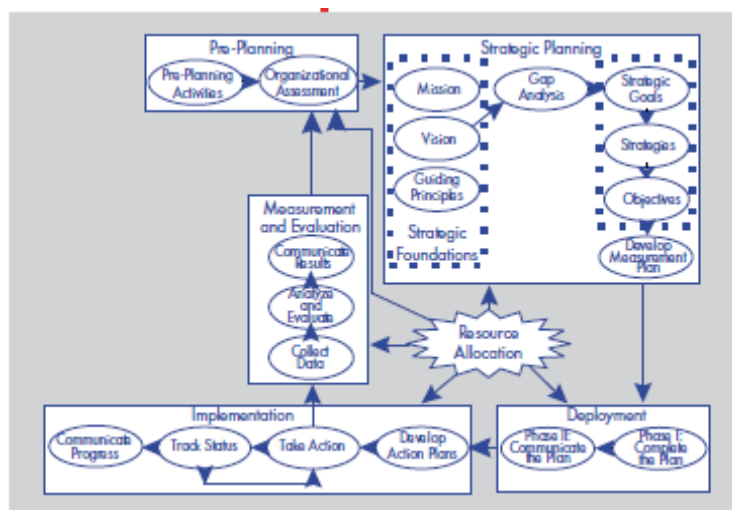 Pre-Planning
Pre-Planning
Activities
Organizational
Assessment
Strategic Planning
Mission
Vision
Guiding
Principles
Strategic
Foundations
Gap
Analysis
Strategic
Goals
Strategies
Objectives
Develop
Measurement
Plan
Measurement
and Evaluation
Communicate
Results
Analyze
and
Evaluate
Collect
Data
Resource
Allocation
Implementation
Communicate
Progress
Track Status
Take Action
Develop
Action Plans
Deployment
Phase II:
Communicate
the Plan
Phase I:
Complete
the Plan